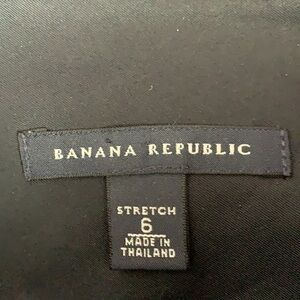 BANANA REPUBLIC
STRETCH
6
MADE IN
THAILAND